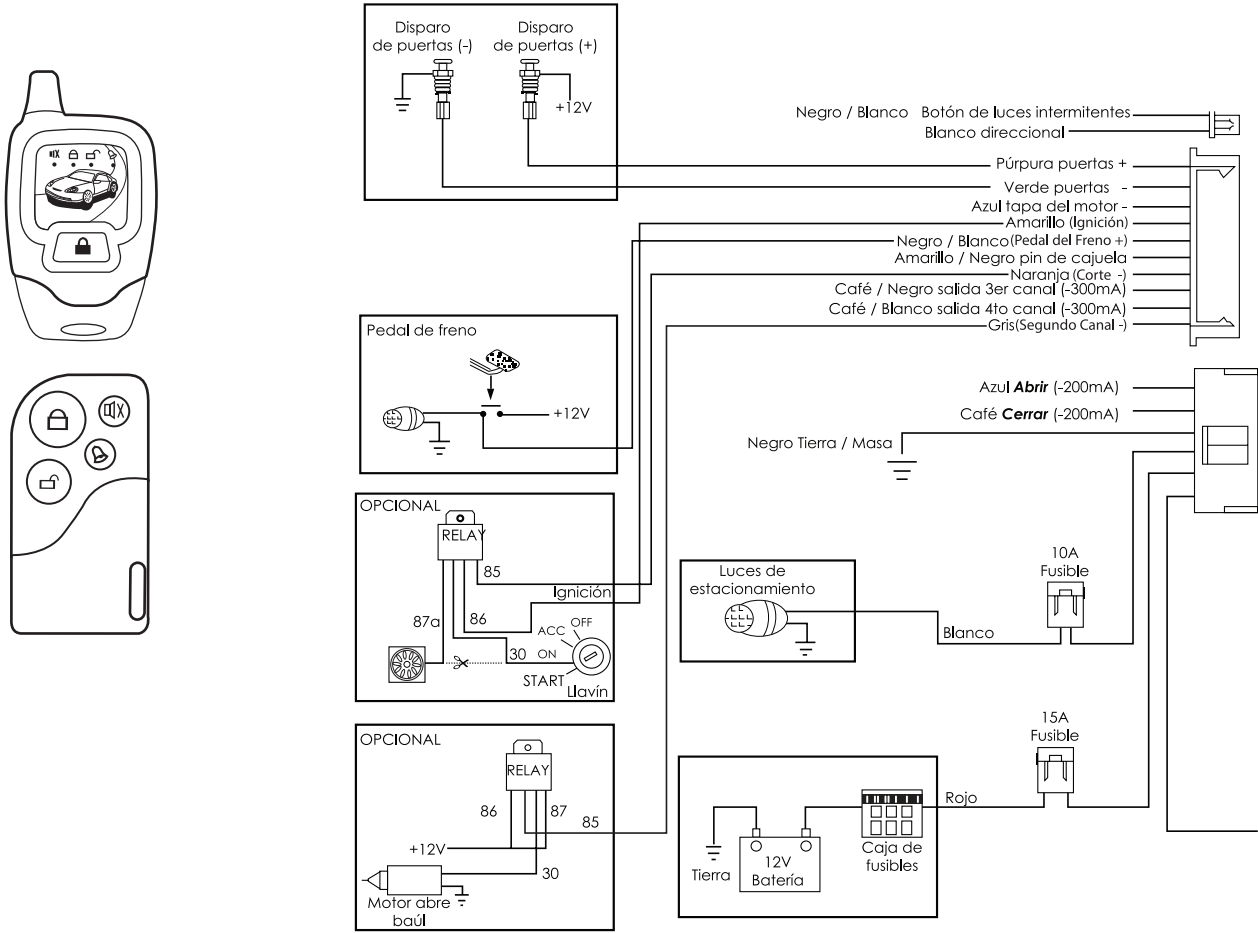 Disparo
de puertas (-)
Disparo
de puertas (+)
+12V
Negro / Blanco Botón de luces intermitentes
Blanco direccional
Púrpura puertas +
Verde puertas -
Azul tapa del motor -
Amarillo (Ignición)
Negro / Blanco(Pedal del Freno +)
Amarillo / Negro pin de cajuela
Naranja (Corte -)
Café / Negro salida 3er canal (-300mA)
Café / Blanco salida 4to canal (-300mA)
Gris(Segundo Canal -)
Pedal de freno
+12V
Azul Abrir (-200mA)
Café Cerrar (-200mA)
Negro Tierra / Masa
OPCIONAL
RELAY
85
Ignición
87a
86
30
OFF
ACC
ON
START
Llavín
Luces de
estacionamiento
Blanco
10A
Fusible
OPCIONAL
RELAY
86
87
85
+12V
30
Motor abre
baúl
15A
Fusible
Rojo
Tierra
12V
Batería
Caja de
fusibles